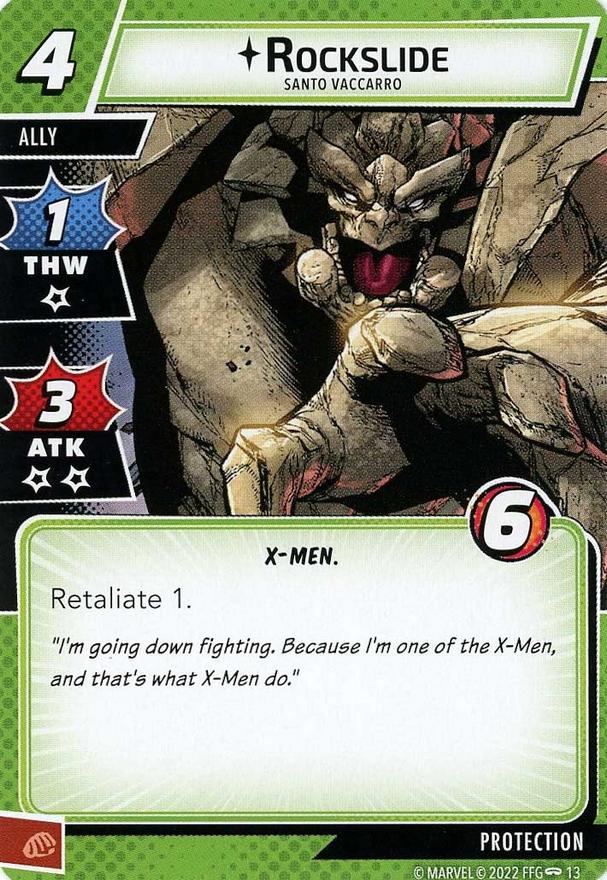 4
ROCKSLIDE
SANTO VACCARRO
ALLY
1
THW
3
ATK
6
X-MEN.
Retaliate 1.
"I'm going down fighting. Because I'm one of the X-Men,
and that's what X-Men do."
PROTECTION
© MARVEL © 2022 FFG 13